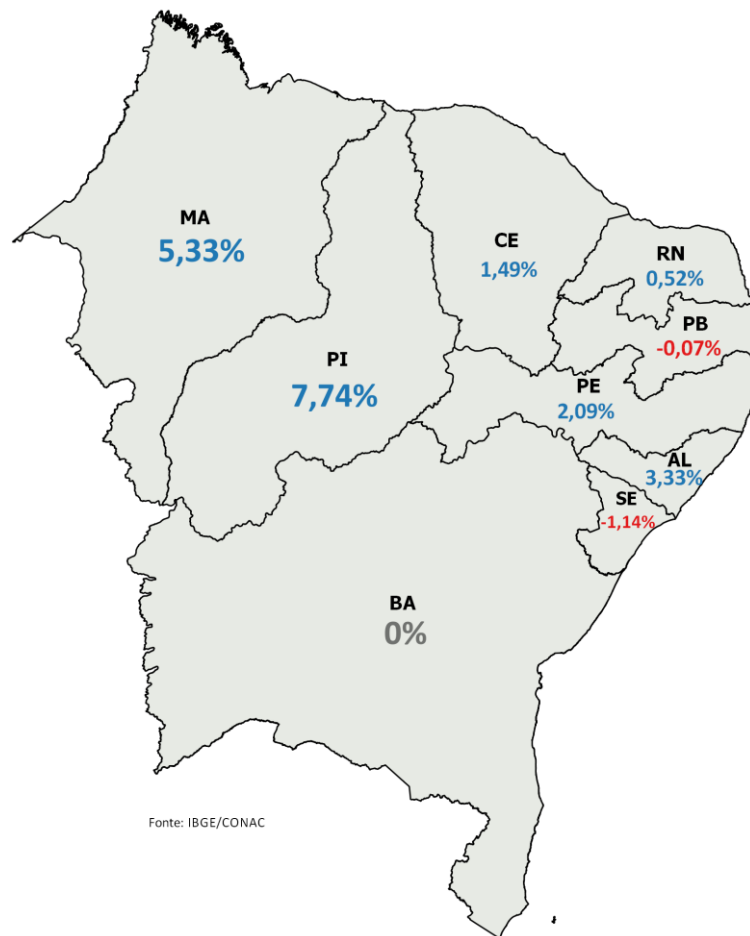 MA
5,33%
CE
1,49%
RN
0,52%
PB
-0,07%
PI
7,74%
PE
2,09%
AL
3,33%
SE
-1,14%
BA
0%
Fonte: IBGE/CONAC